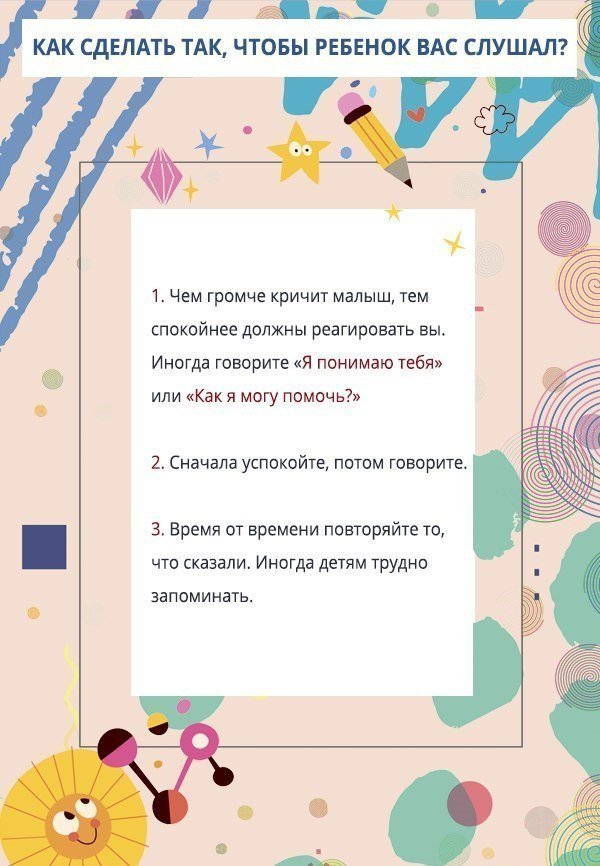 КАК СДЕЛАТЬ ТАК, ЧТОБЫ РЕБЕНОК ВАС СЛУШАЛ?
1. Чем громче кричит малыш, тем
спокойнее должны реагировать вы.
Иногда говорите «Я понимаю тебя»
или «Как я могу помочь?»
2. Сначала успокойте, потом говорите.
3. Время от времени повторяйте то,
что сказали. Иногда детям трудно
запоминать.